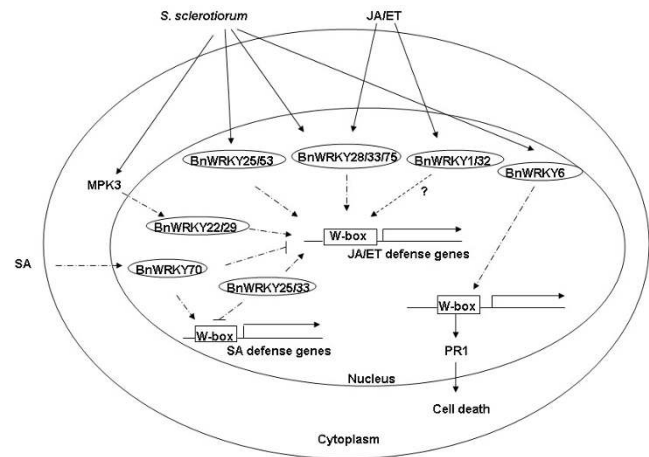 S. sclerotiorum
JA/ET
BnWRKY25/53
BnWRKY28/33/75
BnWRKY1/32
BnWRKY6
MPK3
?
BnWRKY22/29
W-box
JA/ET defense genes
SA
BnWRKY70
BnWRKY25/33
W-box
SA defense genes
W-box
PR1
Nucleus
Cell death
Cytoplasm